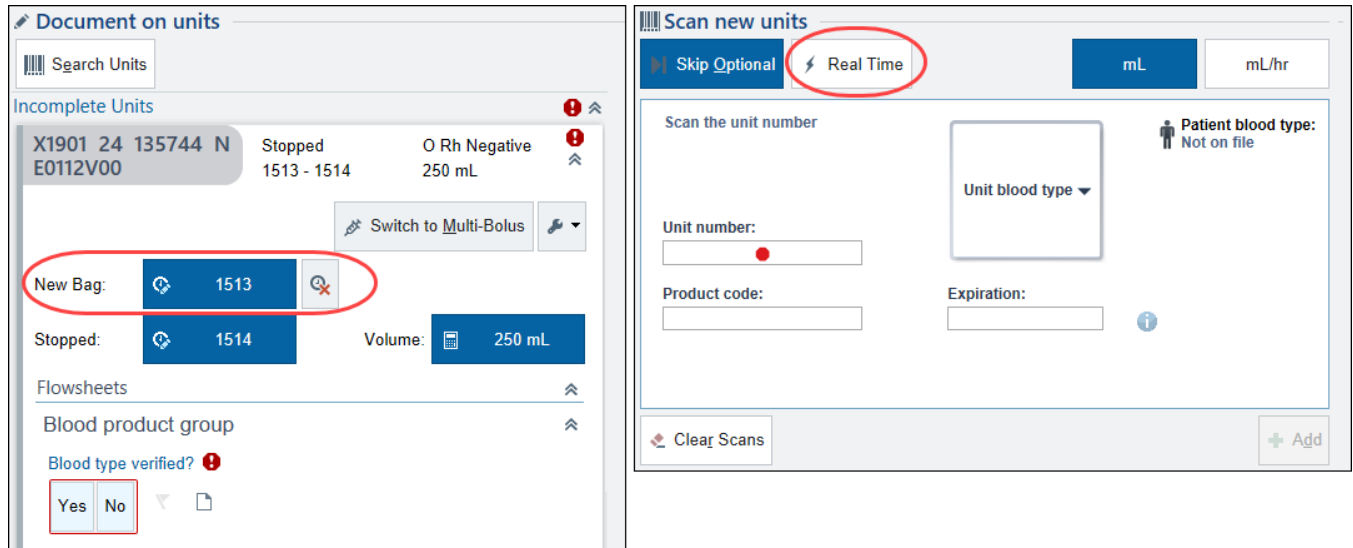 Document on units
Search Units
Incomplete Units
X1901 24 135744 N
E0112V00
Stopped
1513 - 1514
O Rh Negative
250 mL
Switch to Multi-Bolus
New Bag: 1513
Stopped: 1514 Volume: 250 mL
Flowsheets
Blood product group
Blood type verified?
Yes No
Scan new units
Skip Optional Real Time mL mL/hr
Scan the unit number
Unit blood type
Patient blood type:
Not on file
Unit number:
Product code: Expiration:
Clear Scans Add